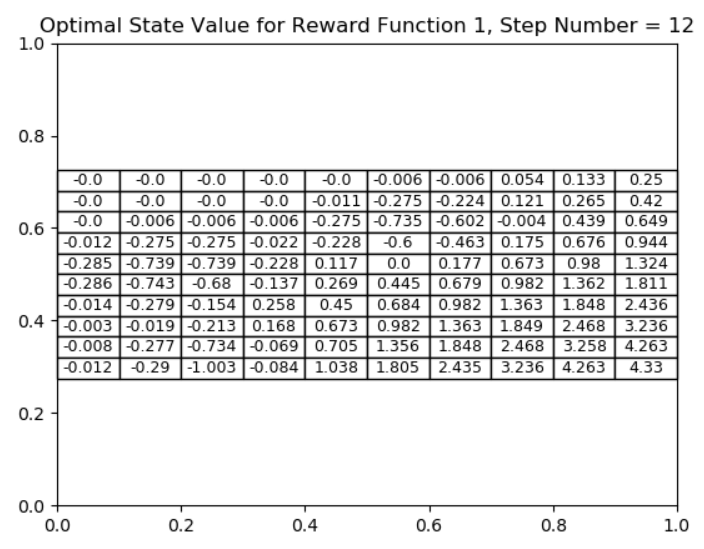 Optimal State Value for Reward Function 1, Step Number = 12
1.0
0.8
-0.0 -0.0 -0.0 -0.0 -0.0 -0.006 -0.006 0.054 0.133 0.25
-0.0 -0.0 -0.0 -0.0 -0.011 -0.275 -0.224 0.121 0.265 0.42
0.6
-0.0 -0.006 -0.006 -0.006 -0.275 -0.735 -0.602 -0.004 0.439 0.649
-0.012 -0.275 -0.275 -0.022 -0.228 -0.6 -0.463 0.175 0.676 0.944
-0.285 -0.739 -0.739 -0.228 0.117 0.0 0.177 0.673 0.98 1.324
-0.286 -0.743 -0.68 -0.137 0.269 0.445 0.679 0.982 1.362 1.811
-0.014 -0.279 -0.154 0.258 0.45 0.684 0.982 1.363 1.848 2.436
0.4
-0.003 -0.019 -0.213 0.168 0.673 0.982 1.363 1.849 2.468 3.236
-0.008 -0.277 -0.734 -0.069 0.705 1.356 1.848 2.468 3.258 4.263
-0.012 -0.29 -1.003 -0.084 1.038 1.805 2.435 3.236 4.263 4.33
0.2
0.0
0.0 0.2 0.4 0.6 0.8 1.0